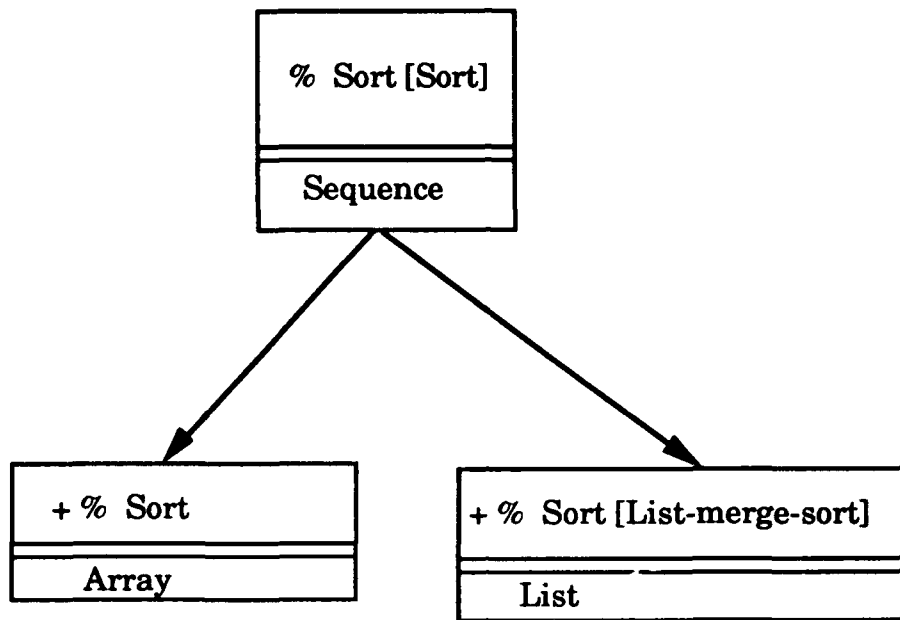 % Sort [Sort]
Sequence
+ % Sort
Array
+ % Sort [List-merge-sort]
List